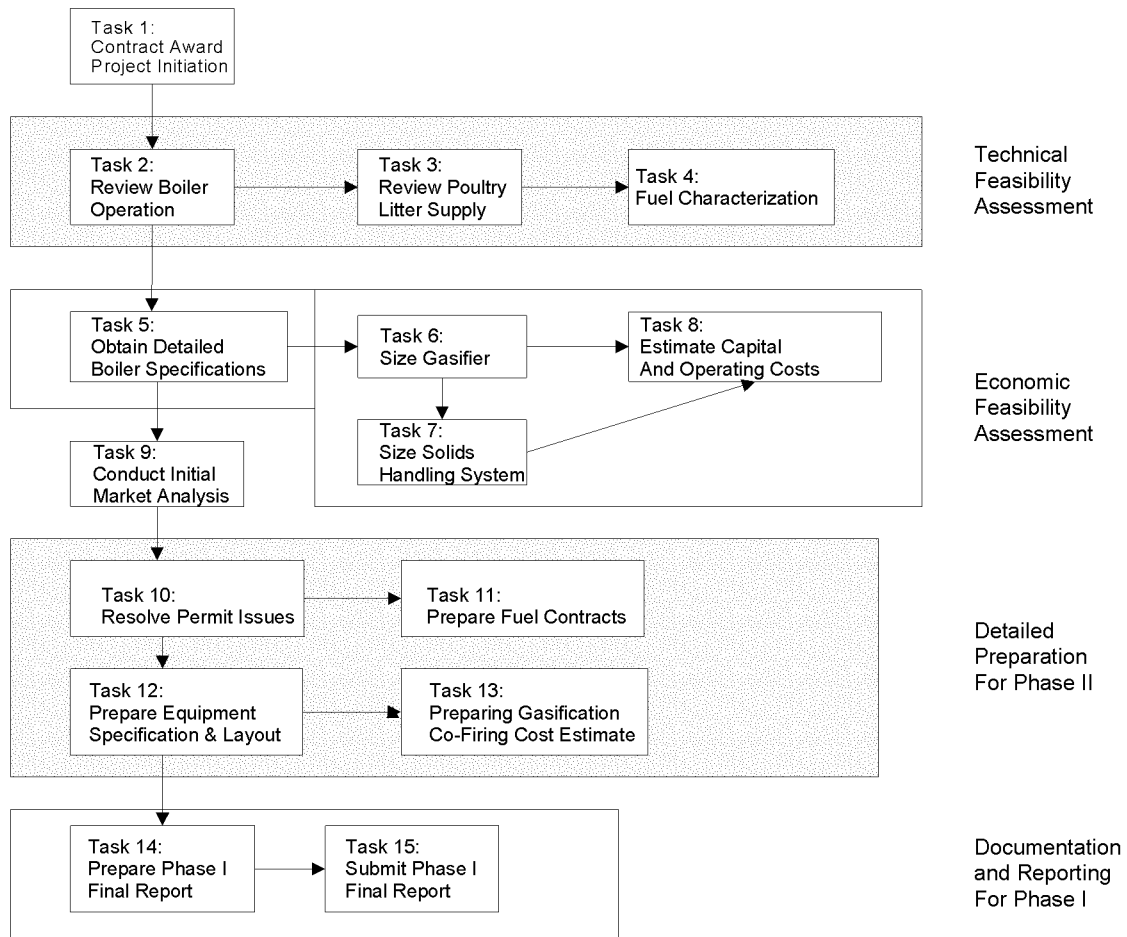 Task 1:
Contract Award
Project Initiation
Task 2:
Review Boiler
Operation
Task 3:
Review Poultry
Litter Supply
Task 4:
Fuel Characterization
Technical
Feasibility
Assessment
Task 5:
Obtain Detailed
Boiler Specifications
Task 6:
Size Gasifier
Task 8:
Estimate Capital
And Operating Costs
Task 7:
Size Solids
Handling System
Economic
Feasibility
Assessment
Task 9:
Conduct Initial
Market Analysis
Task 10:
Resolve Permit Issues
Task 11:
Prepare Fuel Contracts
Task 12:
Prepare Equipment
Specification & Layout
Task 13:
Preparing Gasification
Co-Firing Cost Estimate
Detailed
Preparation
For Phase II
Task 14:
Prepare Phase I
Final Report
Task 15:
Submit Phase I
Final Report
Documentation
and Reporting
For Phase I